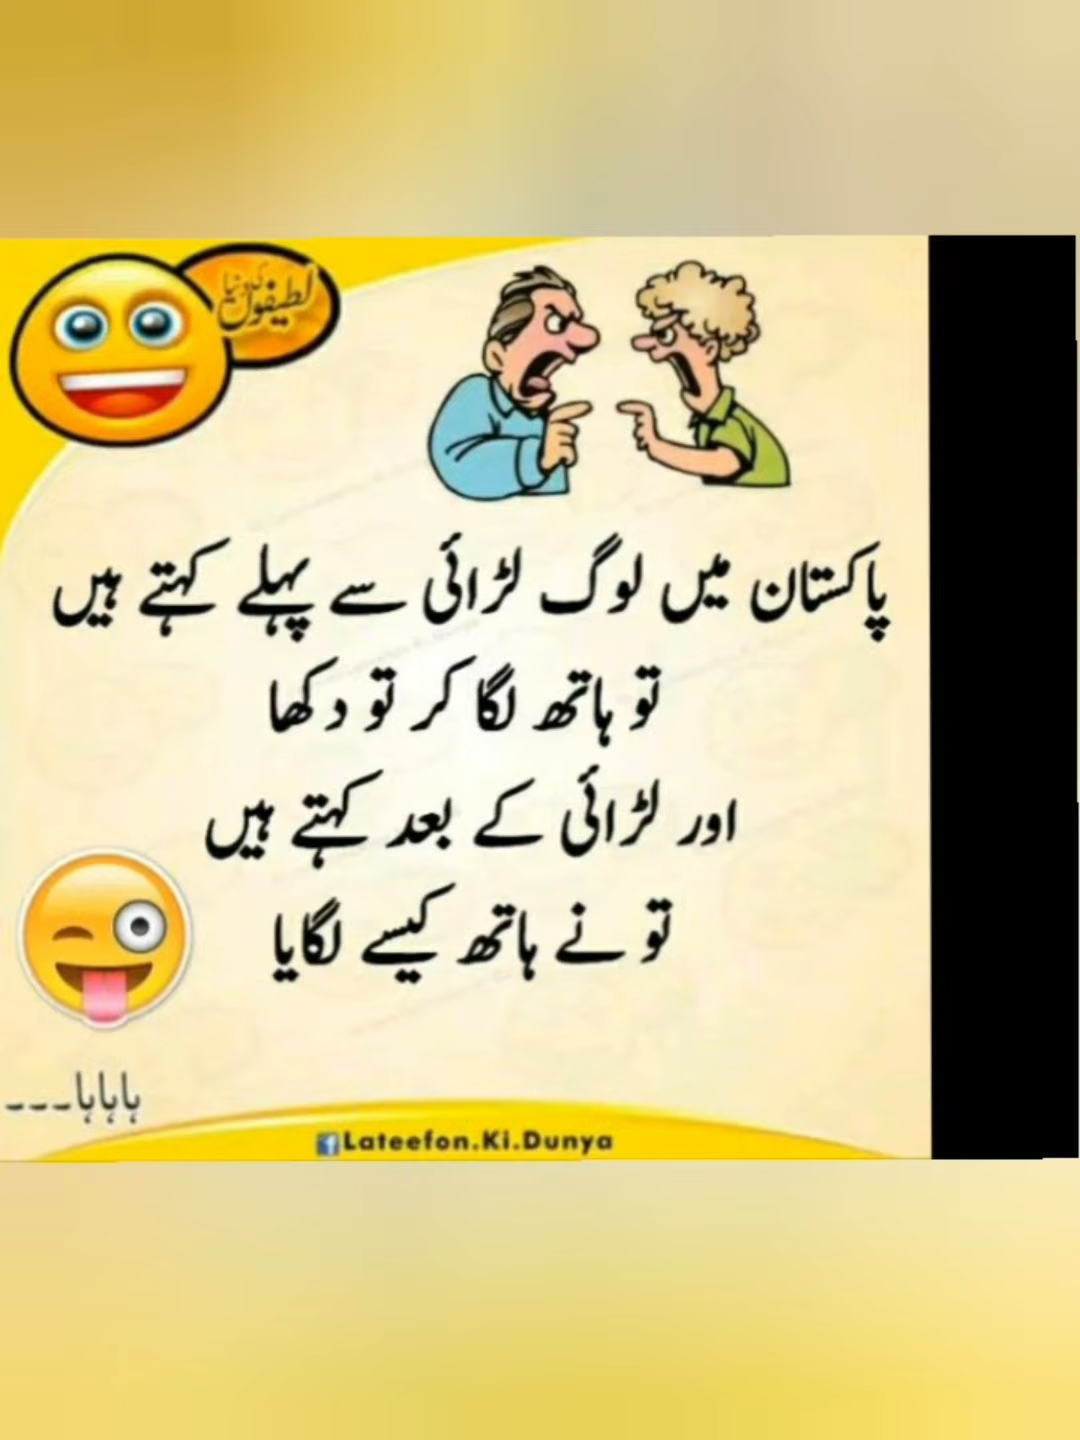 لطیفوں کی دنیا
پاکستان میں لوگ لڑائی سے پہلے کہتے ہیں
تو ہاتھ لگا کر تو دکھا
اور لڑائی کے بعد کہتے ہیں
تو نے ہاتھ کیسے لگایا
ہاہاہا۔۔۔
Lateefon.Ki.Dunya